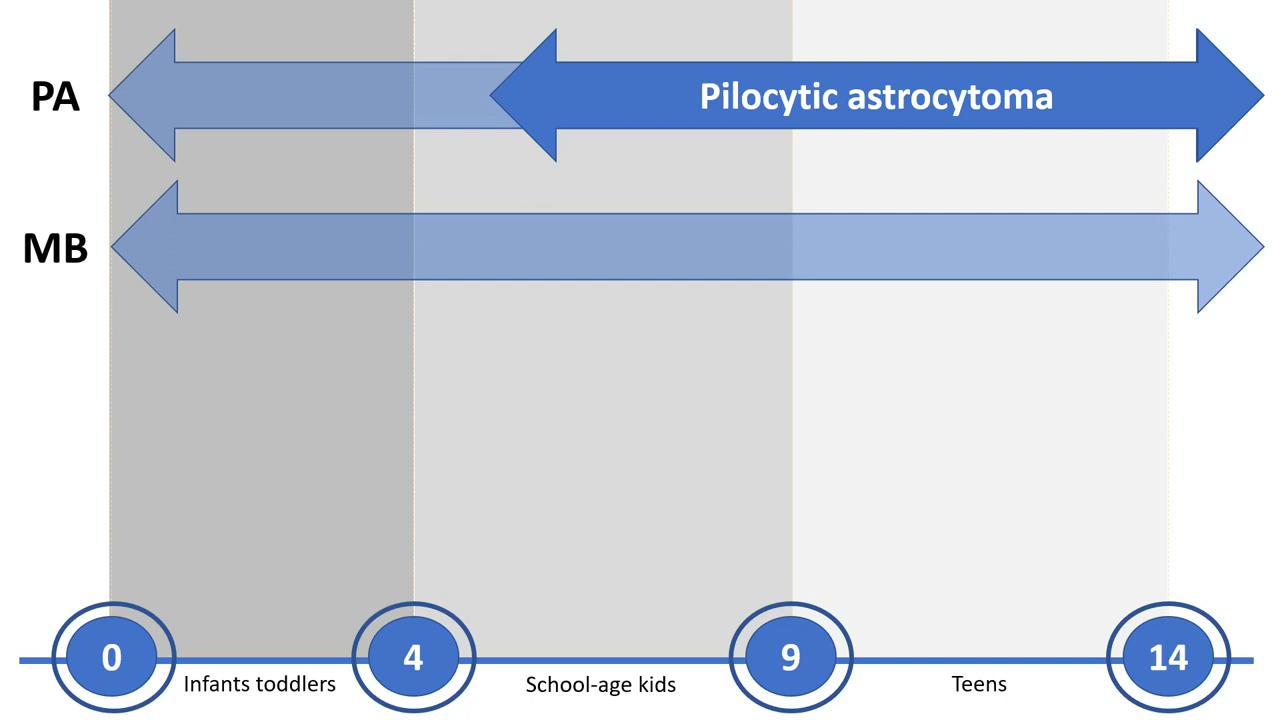 PA
Pilocytic astrocytoma
MB
0
4
9
14
Infants toddlers
School-age kids
Teens